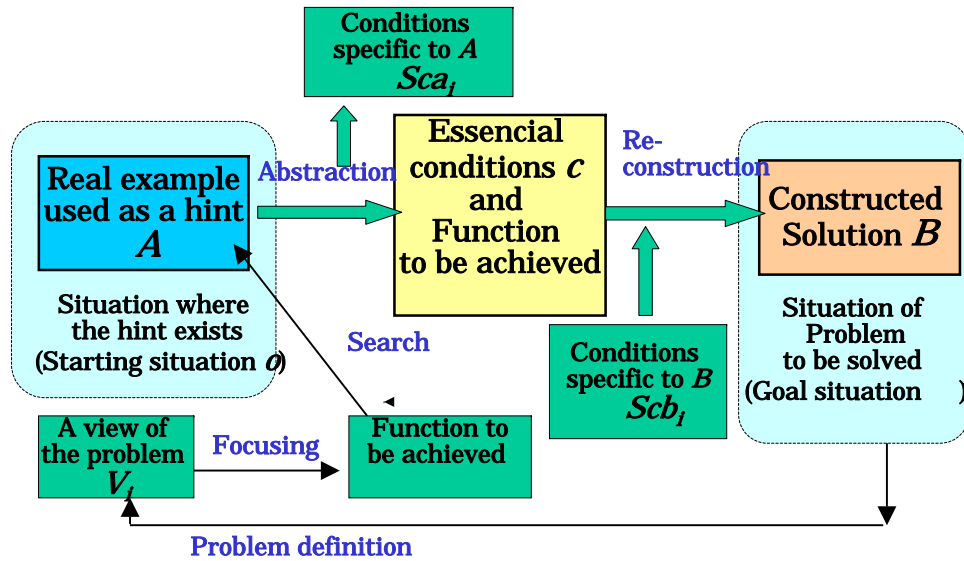 Conditions
specific to A
Scaᵢ
Essencial
conditions c
and
Function
to be achieved
Re-
construction
Abstraction
Real example
used as a hint
A
Constructed
Solution B
Situation where
the hint exists
(Starting situation o)
Search
Conditions
specific to B
Scbᵢ
Situation of
Problem
to be solved
(Goal situation )
A view of
the problem
Vᵢ
Focusing
Function to
be achieved
Problem definition